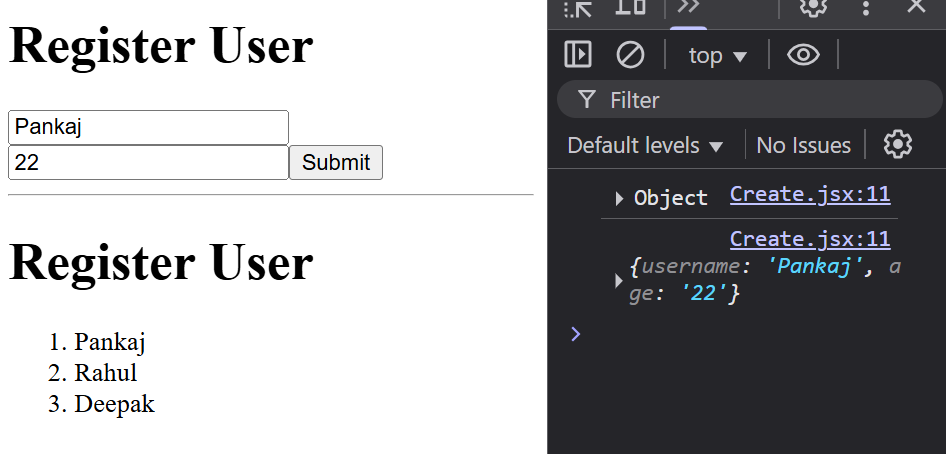 Register User
Pankaj
22 Submit
Register User
1. Pankaj
2. Rahul
3. Deepak
top
Filter
Default levels No Issues
Object Create.jsx:11
Create.jsx:11
{username: 'Pankaj', a
ge: '22'}